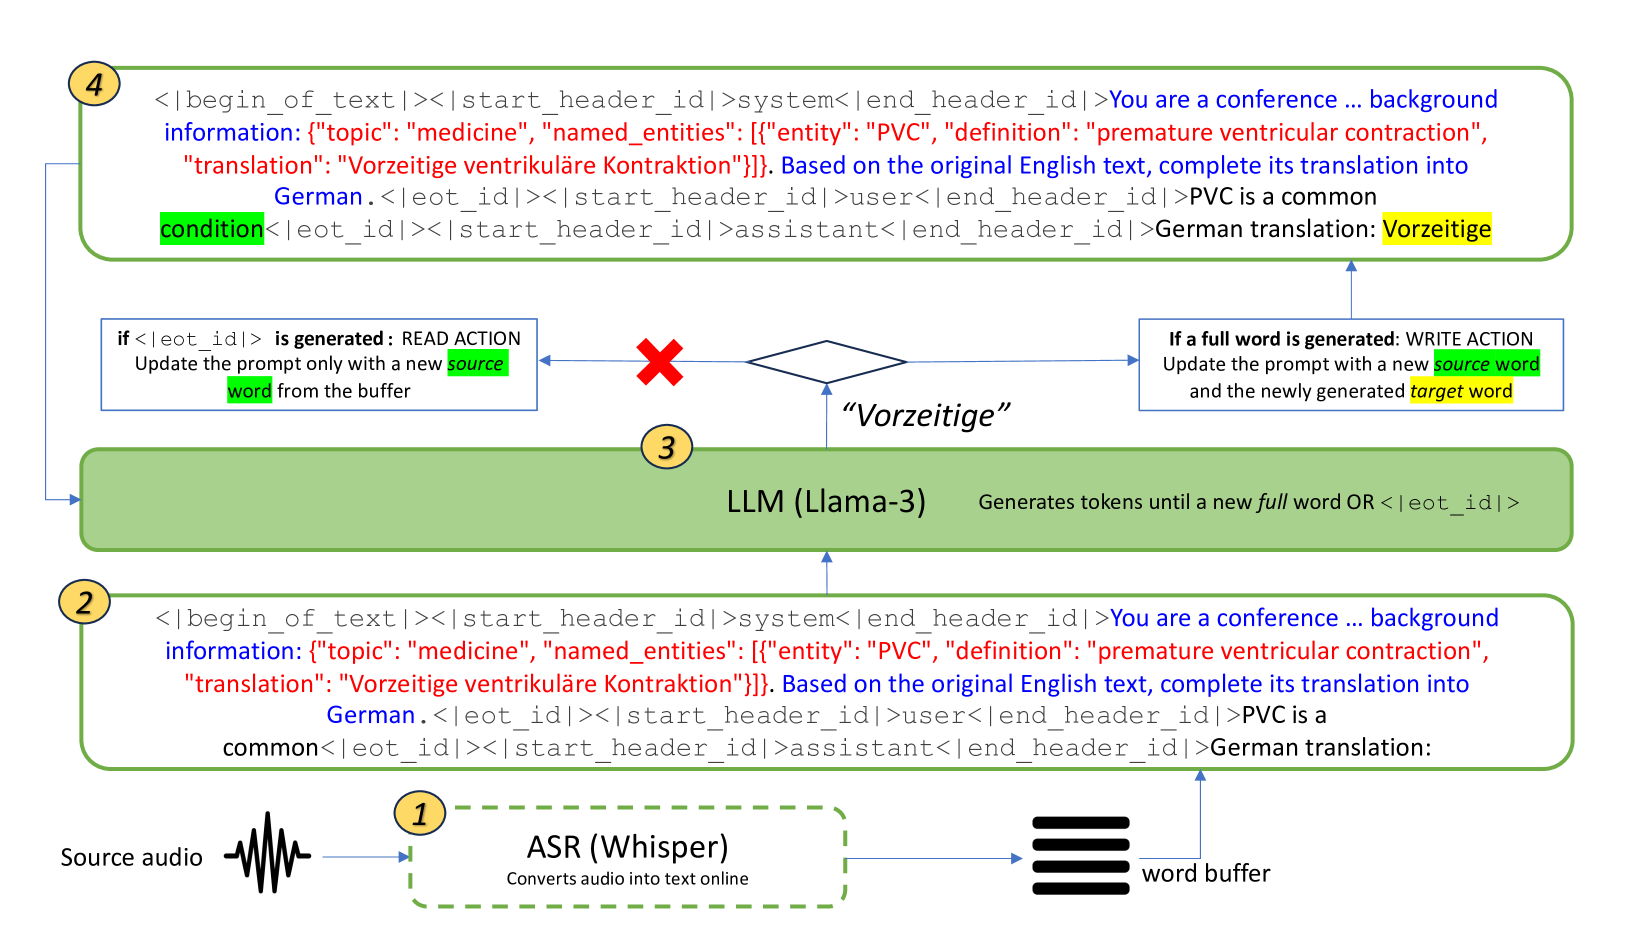 4
<|begin_of_text|><|start_header_id|>system<|end_header_id|>You are a conference ... background
information: {"topic": "medicine", "named_entities": [{"entity": "PVC", "definition": "premature ventricular contraction",
"translation": "Vorzeitige ventrikuläre Kontraktion"}]}. Based on the original English text, complete its translation into
German.<|eot_id|><|start_header_id|>user<|end_header_id|>PVC is a common
condition<|eot_id|><|start_header_id|>assistant<|end_header_id|>German translation: Vorzeitige
if <|eot_id|> is generated: READ ACTION
Update the prompt only with a new source
word from the buffer
If a full word is generated: WRITE ACTION
Update the prompt with a new source word
and the newly generated target word
“Vorzeitige”
3
LLM (Llama-3)
Generates tokens until a new full word OR <|eot_id|>
2
<|begin_of_text|><|start_header_id|>system<|end_header_id|>You are a conference ... background
information: {"topic": "medicine", "named_entities": [{"entity": "PVC", "definition": "premature ventricular contraction",
"translation": "Vorzeitige ventrikuläre Kontraktion"}]}. Based on the original English text, complete its translation into
German.<|eot_id|><|start_header_id|>user<|end_header_id|>PVC is a
common<|eot_id|><|start_header_id|>assistant<|end_header_id|>German translation:
1
Source audio
ASR (Whisper)
Converts audio into text online
word buffer